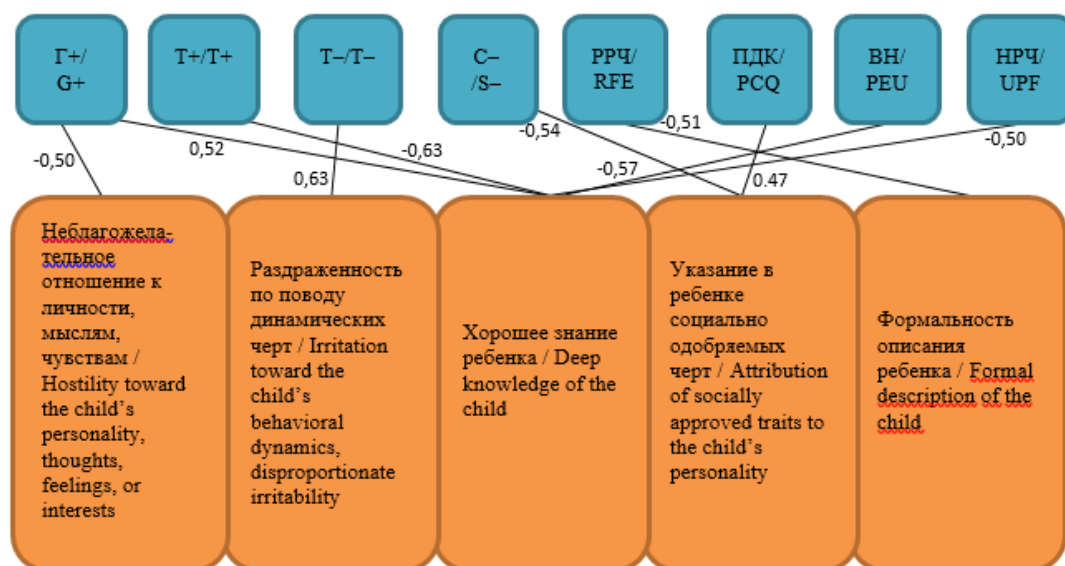 Г+/
G+
Т+/T+
Т–/T–
С–
/S–
РРЧ/
RFE
ПДК/
PCQ
ВН/
PEU
НРЧ/
UPF
-0,50
0,52
0,63
-0,63
-0,54
-0,57
-0,51
0.47
-0,50
Неблагожела-
тельное
отношение к
личности,
мыслям,
чувствам /
Hostility toward
the child’s
personality,
thoughts,
feelings, or
interests
Раздраженность
по поводу
динамических
черт / Irritation
toward the
child’s
behavioral
dynamics,
disproportionate
irritability
Хорошее знание
ребенка / Deep
knowledge of the
child
Указание в
ребенке
социально
одобряемых
черт / Attribution
of socially
approved traits to
the child’s
personality
Формальность
описания
ребенка / Formal
description of the
child